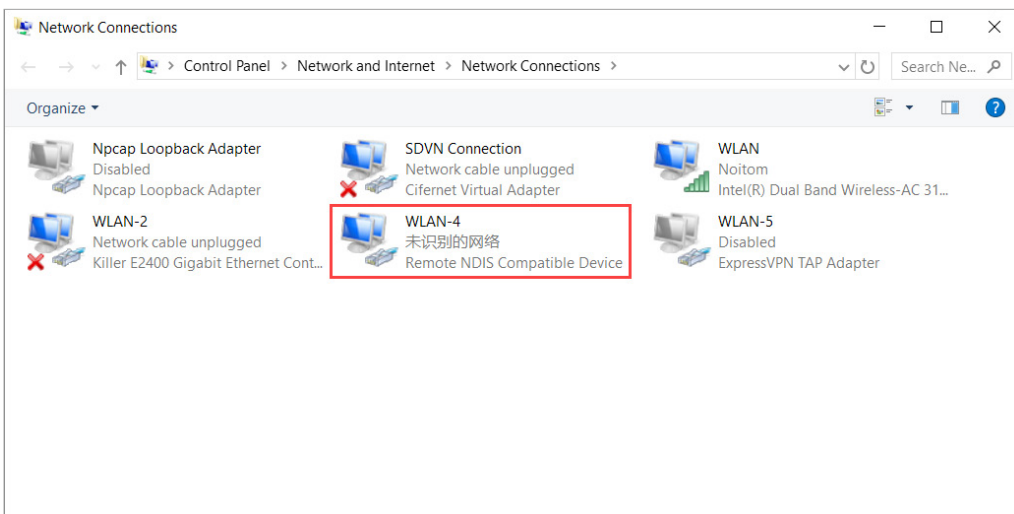 Network Connections
Control Panel > Network and Internet > Network Connections >
Search Ne...
Organize
Npcap Loopback Adapter
Disabled
Npcap Loopback Adapter
SDVN Connection
Network cable unplugged
Cifernet Virtual Adapter
WLAN
Noitom
Intel(R) Dual Band Wireless-AC 31...
WLAN-2
Network cable unplugged
Killer E2400 Gigabit Ethernet Cont...
WLAN-4
未识别的网络
Remote NDIS Compatible Device
WLAN-5
Disabled
ExpressVPN TAP Adapter